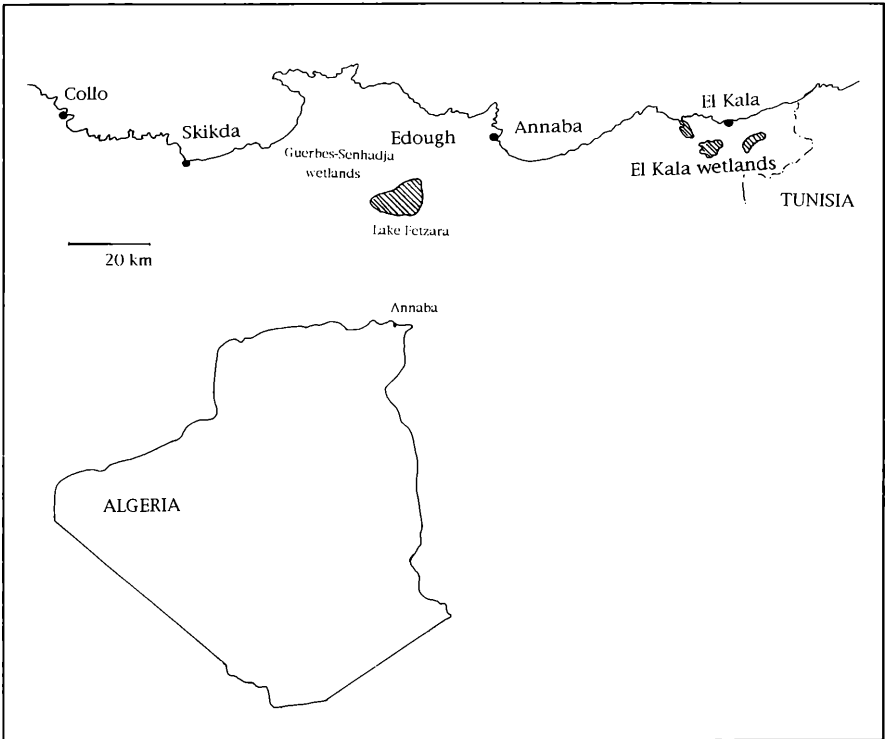 Collo
Skikda
Guerbes-Senhadja
wetlands
Edough
Annaba
El Kala
El Kala wetlands
TUNISIA
Lake Fetzara
20 km
Annaba
ALGERIA